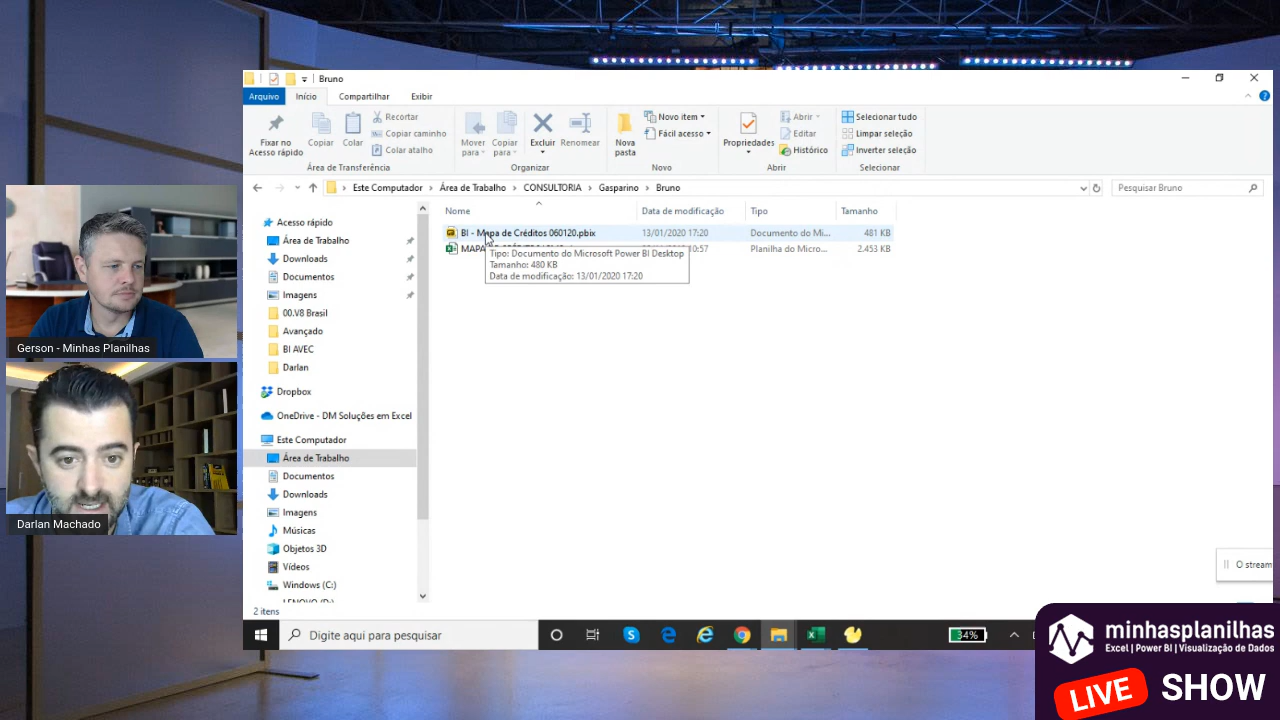 Bruno
Arquivo Início Compartilhar Exibir
Fixar no Acesso rápido
Copiar
Colar
Recortar
Copiar caminho
Colar atalho
Área de Transferência
Mover para
Copiar para
Excluir
Renomear
Organizar
Nova pasta
Novo item
Fácil acesso
Novo
Propriedades
Abrir
Editar
Histórico
Abrir
Selecionar tudo
Limpar seleção
Inverter seleção
Selecionar
Este Computador > Área de Trabalho > CONSULTORIA > Gasparino > Bruno
Pesquisar Bruno
Nome Data de modificação Tipo Tamanho
BI - Mapa de Créditos 060120.pbix 13/01/2020 17:20 Documento do Mi... 481 KB
MAPA 10:57 Planilha do Micro... 2.453 KB
Tipo: Documento do Microsoft Power BI Desktop
Tamanho: 480 KB
Data de modificação: 13/01/2020 17:20
Acesso rápido
Área de Trabalho
Downloads
Documentos
Imagens
00.V8 Brasil
Avançado
BI AVEC
Darlan
Dropbox
OneDrive - DM Soluções em Excel
Este Computador
Área de Trabalho
Documentos
Downloads
Imagens
Músicas
Objetos 3D
Vídeos
Windows (C:)
2 itens
O stream
Digite aqui para pesquisar
34%
Gerson - Minhas Planilhas
Darlan Machado
minhasplanilhas
Excel | Power BI | Visualização de Dados
LIVE SHOW